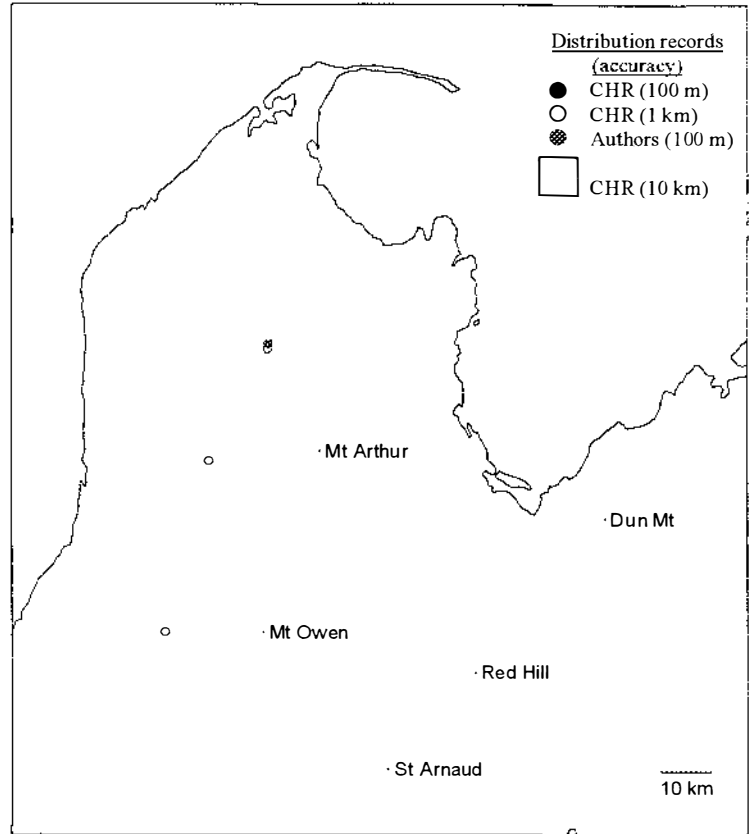 Distribution records
(accuracy)
CHR (100 m)
CHR (1 km)
Authors (100 m)
CHR (10 km)
Mt Arthur
Dun Mt
Mt Owen
Red Hill
St Arnaud
10 km